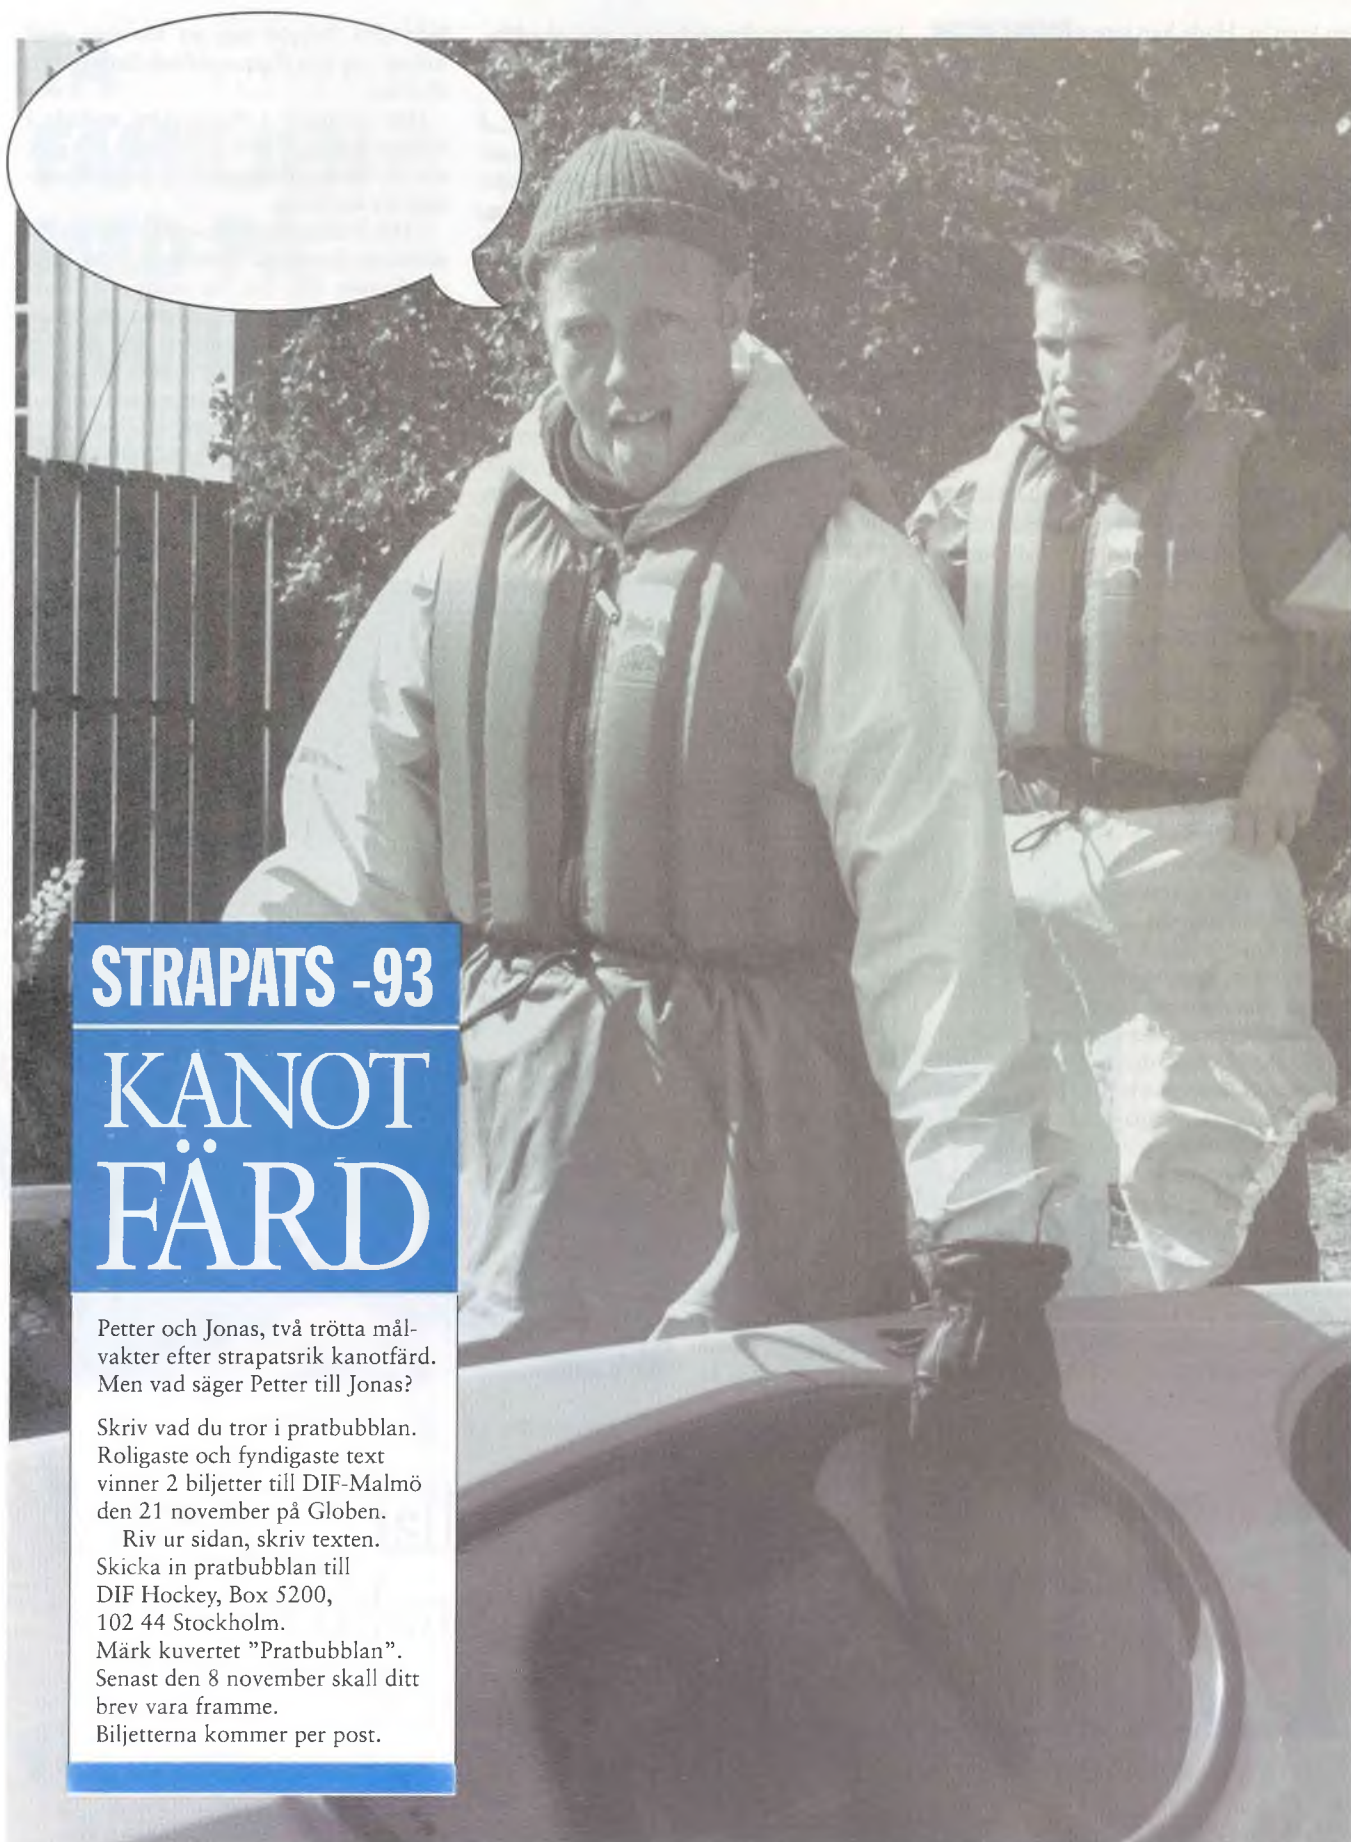 STRAPATS -93
KANOT
FÄRD
Petter och Jonas, två trötta mål-
vakter efter strapatsrik kanotfärd.
Men vad säger Petter till Jonas?
Skriv vad du tror i pratbubblan.
Roligaste och fyndigaste text
vinner 2 biljetter till DIF-Malmö
den 21 november på Globen.
Riv ur sidan, skriv texten.
Skicka in pratbubblan till
DIF Hockey, Box 5200,
102 44 Stockholm.
Märk kuvertet ”Pratbubblan”.
Senast den 8 november skall ditt
brev vara framme.
Biljetterna kommer per post.